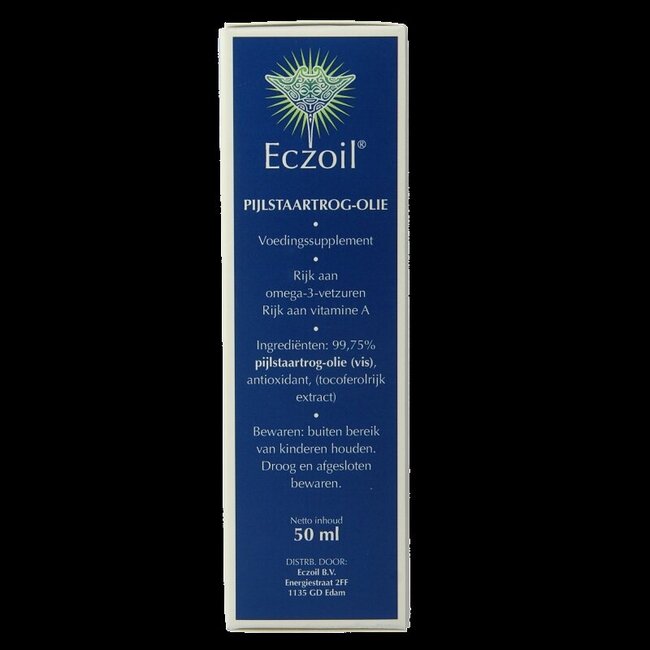 Eczoil®
PIJLSTAARTROG-OLIE
•
Voedingssupplement
•
Rijk aan
omega-3-vetzuren
Rijk aan vitamine A
•
Ingrediënten: 99,75%
pijlstaartrog-olie (vis),
antioxidant, (tocoferolrijk
extract)
•
Bewaren: buiten bereik
van kinderen houden.
Droog en afgesloten
bewaren.
Netto inhoud
50 ml
DISTRB. DOOR:
Eczoil B.V.
Energiestraat 2FF
1135 GD Edam